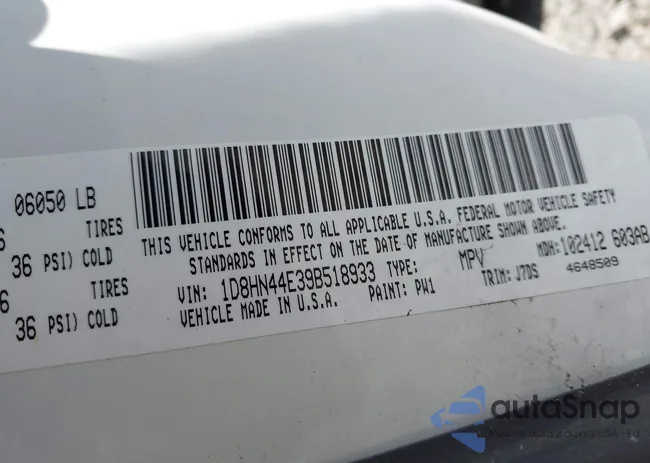 06050 LB
TIRES
36 PSI) COLD
TIRES
36 PSI) COLD
THIS VEHICLE CONFORMS TO ALL APPLICABLE U.S.A. FEDERAL MOTOR VEHICLE SAFETY
STANDARDS IN EFFECT ON THE DATE OF MANUFACTURE SHOWN ABOVE.
VIN: 1D8HN44E39B518933 TYPE: MPV MDH: 102412 603AB
VEHICLE MADE IN U.S.A. PAINT: PW1 TRIM: J7DS 4648509
autaSnap